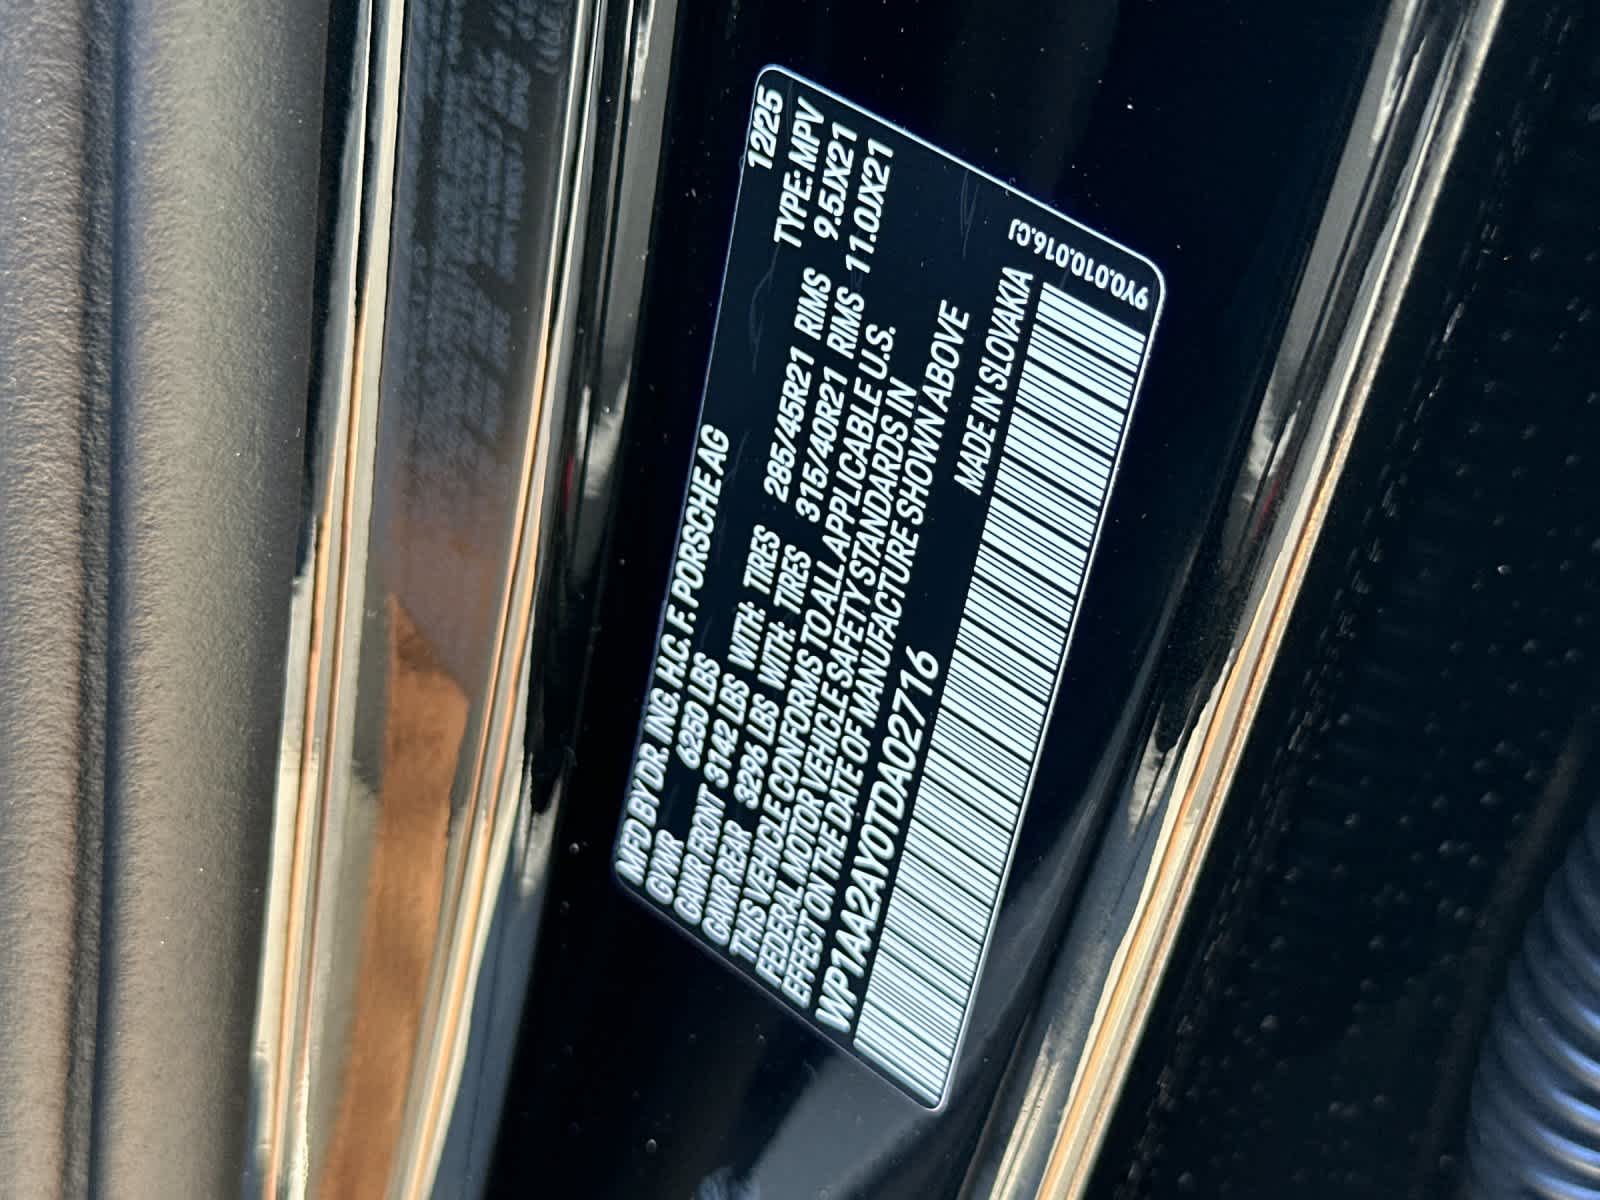 MFD BY DR. ING. H.C. F. PORSCHE AG 12/25
GVWR 6250 LBS TYPE: MPV
GAWR FRONT 3142 LBS WITH: TIRES 285/45R21 RIMS 9.5JX21
GAWR REAR 3296 LBS WITH: TIRES 315/40R21 RIMS 11.0JX21
THIS VEHICLE CONFORMS TO ALL APPLICABLE U.S.
FEDERAL MOTOR VEHICLE SAFETY STANDARDS IN
EFFECT ON THE DATE OF MANUFACTURE SHOWN ABOVE
WP1AA2AY0TDA02716 MADE IN SLOVAKIA
9Y0.010.016.CJ